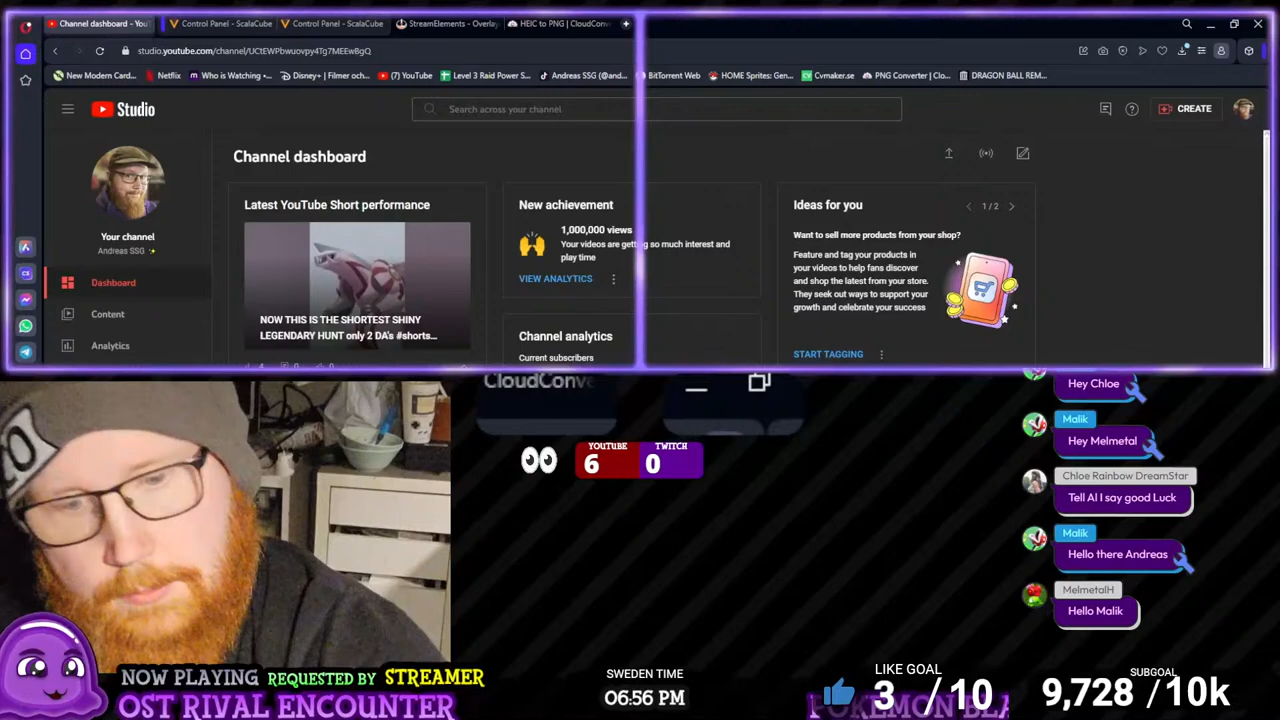 Channel dashboard - YouT
Control Panel - ScalaCube
Control Panel - ScalaCube
StreamElements - Overlay
HEIC to PNG | CloudConv
studio.youtube.com/channel/UCtEWPbwuovpy4Tg7MEEwBgQ
New Modern Card...
Netflix
Who is Watching •...
Disney+ | Filmer och...
(7) YouTube
Level 3 Raid Power S...
Andreas SSG (@and...
BitTorrent Web
HOME Sprites: Gen...
Cvmaker.se
PNG Converter | Clo...
DRAGON BALL REM...
Studio
Search across your channel
CREATE
Your channel
Andreas SSG
Dashboard
Content
Analytics
Channel dashboard
Latest YouTube Short performance
NOW THIS IS THE SHORTEST SHINY
LEGENDARY HUNT only 2 DA's #shorts...
New achievement
1,000,000 views
Your videos are getting so much interest and
play time
VIEW ANALYTICS
Channel analytics
Current subscribers
Ideas for you
1 / 2
Want to sell more products from your shop?
Feature and tag your products in
your videos to help fans discover
and shop the latest from your store.
They seek out ways to support your
growth and celebrate your success
START TAGGING
CloudConve
YOUTUBE
6
TWITCH
0
Hey Chloe
Malik
Hey Melmetal
Chloe Rainbow DreamStar
Tell Al I say good Luck
Malik
Hello there Andreas
MelmetalH
Hello Malik
NOW PLAYING REQUESTED BY STREAMER
OST RIVAL ENCOUNTER
POKEMON BLA
SWEDEN TIME
06:56 PM
LIKE GOAL
3 / 10
SUBGOAL
9,728 / 10k